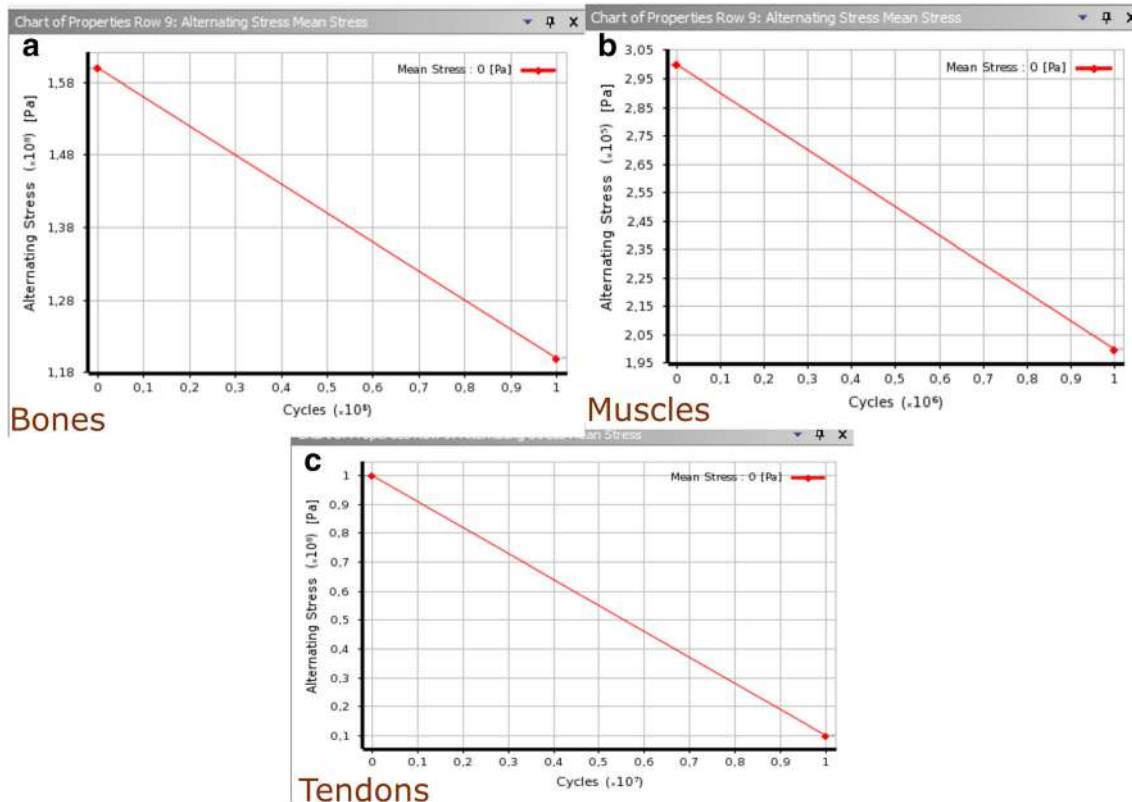 Chart of Properties Row 9: Alternating Stress Mean Stress
a
Mean Stress : 0 [Pa]
1,58
1,48
1,38
1,28
1,18
Alternating Stress (.10⁸) [Pa]
0 0,1 0,2 0,3 0,4 0,5 0,6 0,7 0,8 0,9 1
Cycles (.10⁸)
Bones
Chart of Properties Row 9: Alternating Stress Mean Stress
b
Mean Stress : 0 [Pa]
3,05
2,95
2,85
2,75
2,65
2,55
2,45
2,35
2,25
2,15
2,05
1,95
Alternating Stress (.10⁵) [Pa]
0 0,1 0,2 0,3 0,4 0,5 0,6 0,7 0,8 0,9 1
Cycles (.10⁶)
Muscles
c
Mean Stress : 0 [Pa]
1
0,9
0,8
0,7
0,6
0,5
0,4
0,3
0,2
0,1
Alternating Stress (.10⁸) [Pa]
0 0,1 0,2 0,3 0,4 0,5 0,6 0,7 0,8 0,9 1
Cycles (.10⁷)
Tendons